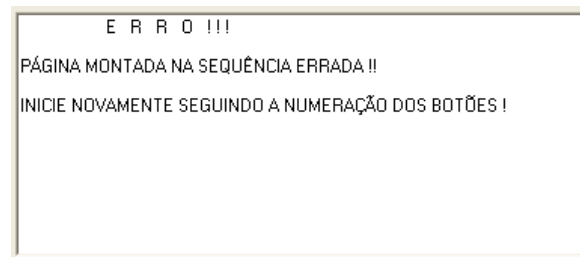 E R R O !!!
PÁGINA MONTADA NA SEQUÊNCIA ERRADA !!
INICIE NOVAMENTE SEGUINDO A NUMERAÇÃO DOS BOTÕES !